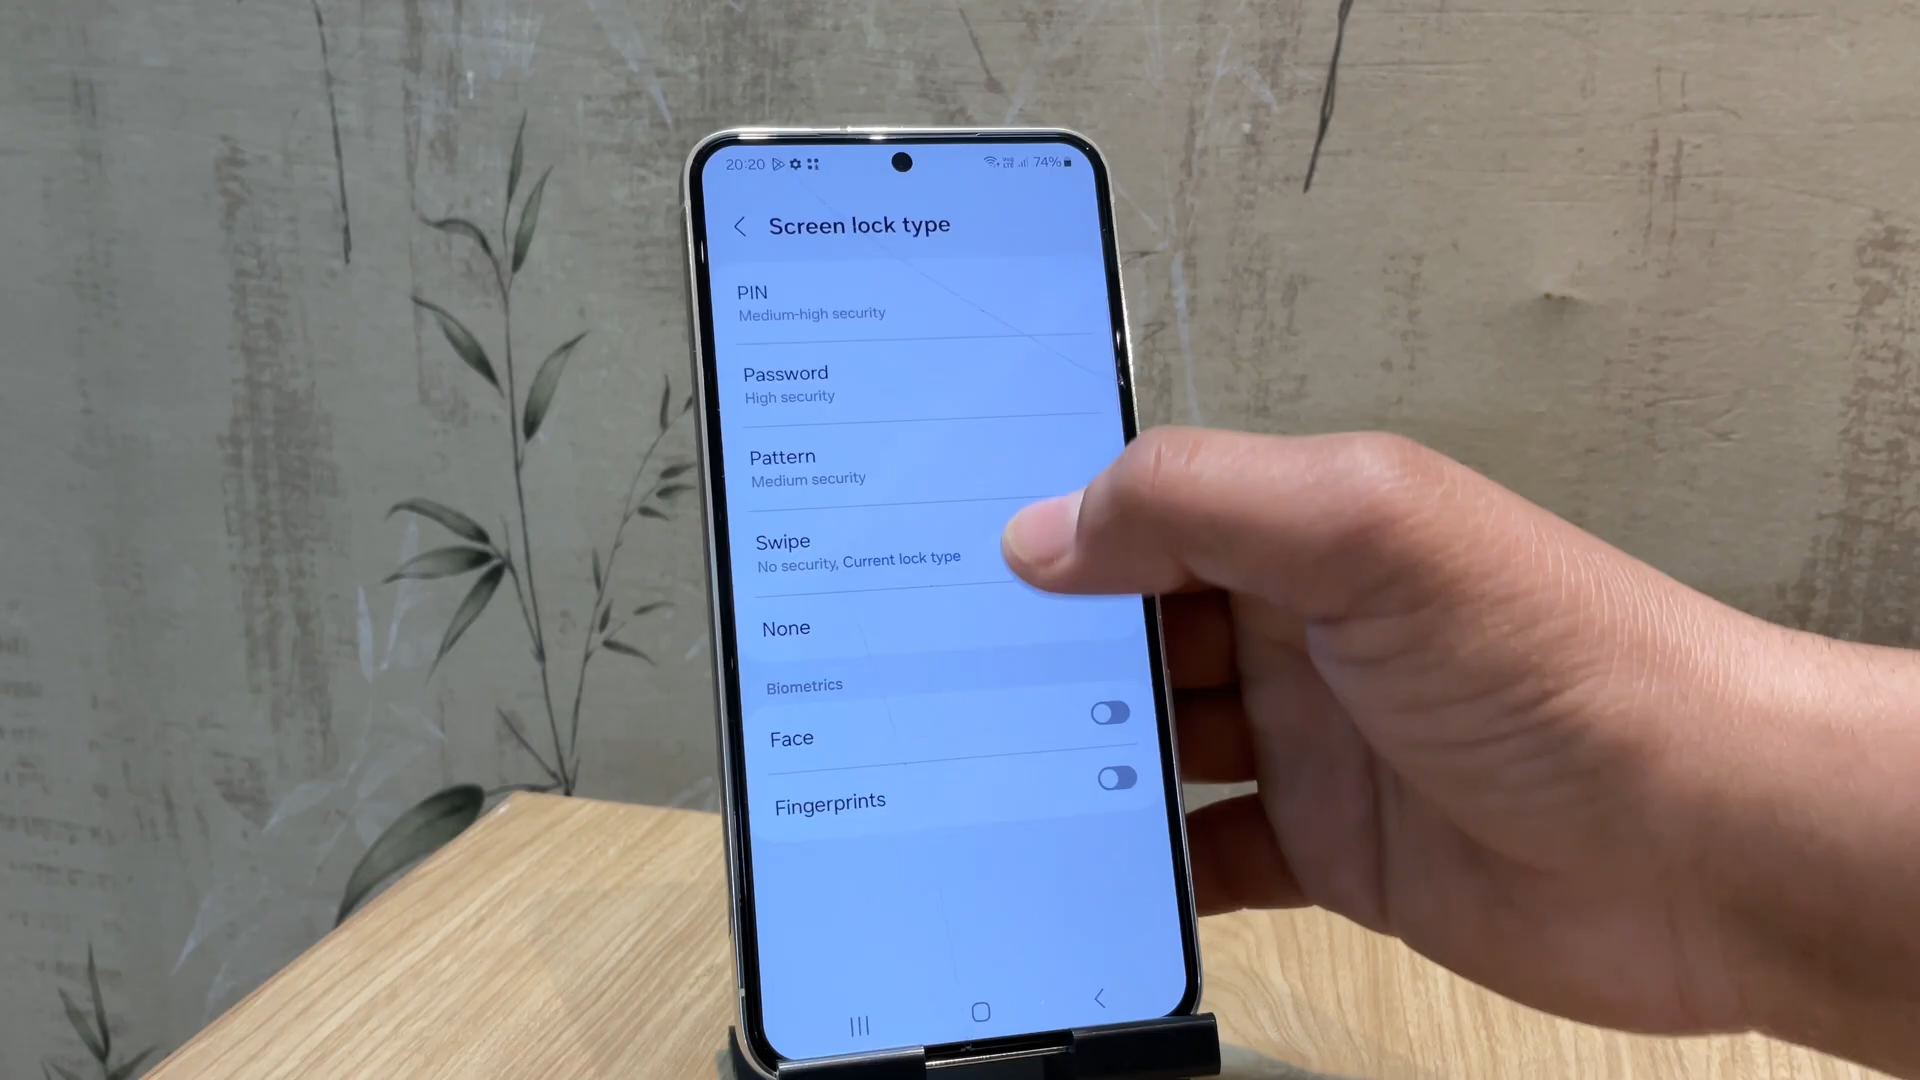 20:20 74%
Screen lock type
PIN
Medium-high security
Password
High security
Pattern
Medium security
Swipe
No security, Current lock type
None
Biometrics
Face
Fingerprints